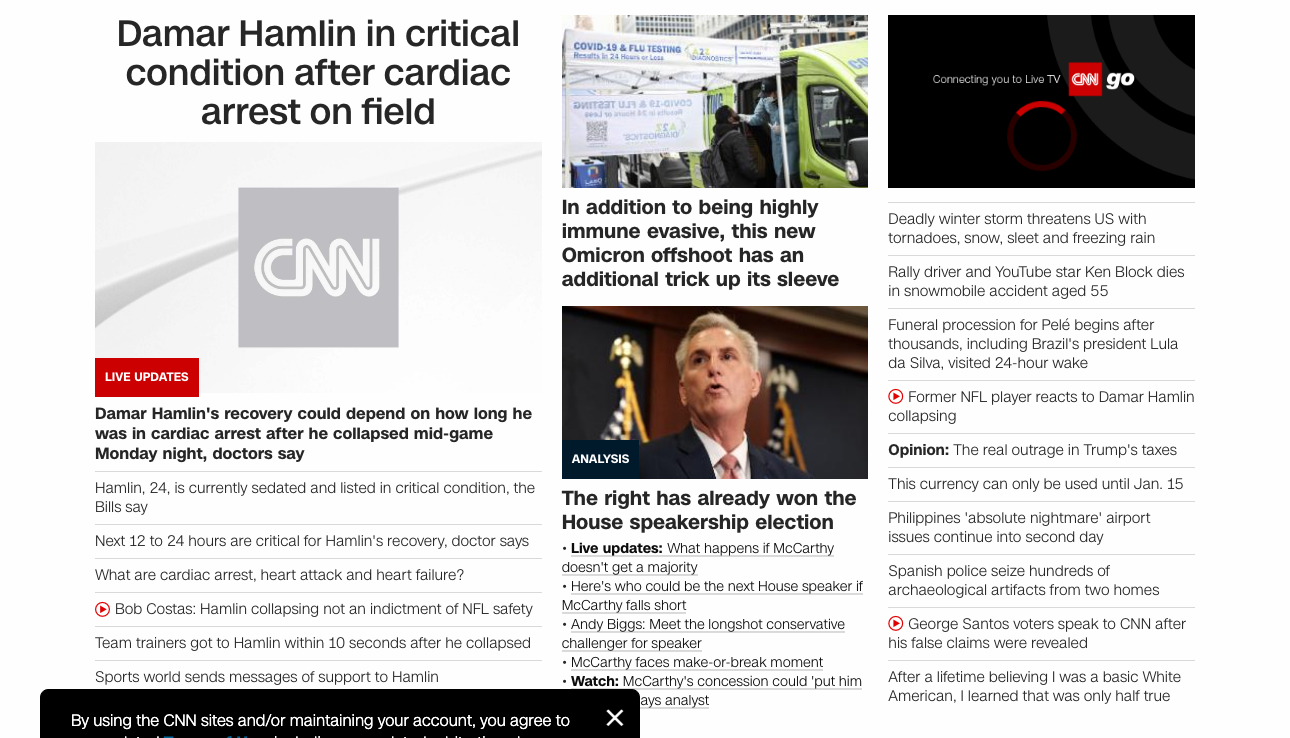 Damar Hamlin in critical
condition after cardiac
arrest on field
CNN
LIVE UPDATES
Damar Hamlin's recovery could depend on how long he
was in cardiac arrest after he collapsed mid-game
Monday night, doctors say
Hamlin, 24, is currently sedated and listed in critical condition, the
Bills say
Next 12 to 24 hours are critical for Hamlin's recovery, doctor says
What are cardiac arrest, heart attack and heart failure?
Bob Costas: Hamlin collapsing not an indictment of NFL safety
Team trainers got to Hamlin within 10 seconds after he collapsed
Sports world sends messages of support to Hamlin
COVID-19 & FLU TESTING
Results In 24 Hours or Less
A2Z
DIAGNOSTICS
In addition to being highly
immune evasive, this new
Omicron offshoot has an
additional trick up its sleeve
ANALYSIS
The right has already won the
House speakership election
• Live updates: What happens if McCarthy
doesn't get a majority
• Here's who could be the next House speaker if
McCarthy falls short
• Andy Biggs: Meet the longshot conservative
challenger for speaker
• McCarthy faces make-or-break moment
• Watch: McCarthy's concession could 'put him
ays analyst
Connecting you to Live TV CNN go
Deadly winter storm threatens US with
tornadoes, snow, sleet and freezing rain
Rally driver and YouTube star Ken Block dies
in snowmobile accident aged 55
Funeral procession for Pelé begins after
thousands, including Brazil's president Lula
da Silva, visited 24-hour wake
Former NFL player reacts to Damar Hamlin
collapsing
Opinion: The real outrage in Trump's taxes
This currency can only be used until Jan. 15
Philippines 'absolute nightmare' airport
issues continue into second day
Spanish police seize hundreds of
archaeological artifacts from two homes
George Santos voters speak to CNN after
his false claims were revealed
After a lifetime believing I was a basic White
American, I learned that was only half true
By using the CNN sites and/or maintaining your account, you agree to